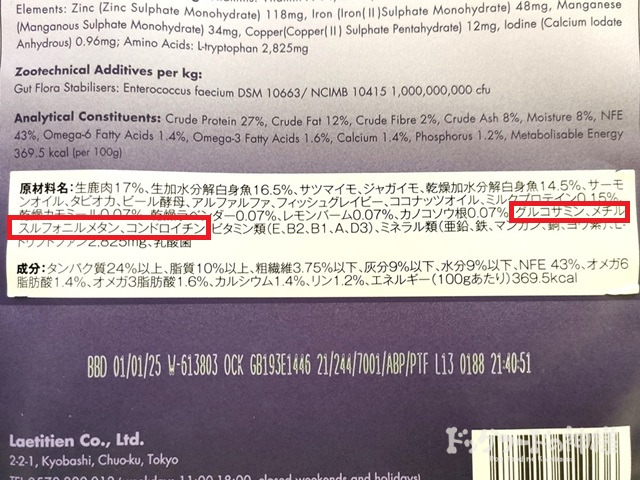 Elements: Zinc (Zinc Sulphate Monohydrate) 118mg, Iron (Iron(II)Sulphate Monohydrate) 48mg, Manganese
(Manganous Sulphate Monohydrate) 34mg, Copper(Copper(II) Sulphate Pentahydrate) 12mg, Iodine (Calcium Iodate
Anhydrous) 0.96mg; Amino Acids: L-tryptophan 2,825mg
Zootechnical Additives per kg:
Gut Flora Stabilisers: Enterococcus faecium DSM 10663/ NCIMB 10415 1,000,000,000 cfu
Analytical Constituents: Crude Protein 27%, Crude Fat 12%, Crude Fibre 2%, Crude Ash 8%, Moisture 8%, NFE
43%, Omega-6 Fatty Acids 1.4%, Omega-3 Fatty Acids 1.6%, Calcium 1.4%, Phosphorus 1.2%, Metabolisable Energy
369.5 kcal (per 100g)
原材料名:生鹿肉17%、生加水分解白身魚16.5%、サツマイモ、ジャガイモ、乾燥加水分解白身魚14.5%、サーモ
ンオイル、タピオカ、ビール酵母、アルファルファ、フィッシュグレイビー、ココナッツオイル、ミルクプロテイン0.15%、
乾燥カモミール0.07%、乾燥ラベンダー0.07%、レモンバーム0.07%、カノコソウ根0.07%、グルコサミン、メチル
スルフォニルメタン、コンドロイチン、ビタミン類(E、B2、B1、A、D3)、ミネラル類(亜鉛、鉄、マンガン、銅、ヨウ素)、L-
トリプトファン2,825mg、乳酸菌
成分:タンパク質24%以上、脂質10%以上、粗繊維3.75%以下、灰分9%以下、水分9%以下、NFE 43%、オメガ6
脂肪酸1.4%、オメガ3脂肪酸1.6%、カルシウム1.4%、リン1.2%、エネルギー(100gあたり)369.5kcal
BBD 01/01/25 W-613803 OCK GB193E1446 21/244/7001/ABP/PTF L13 0188 21:40:51
Laetitien Co., Ltd.
2-2-1, Kyobashi, Chuo-ku, Tokyo